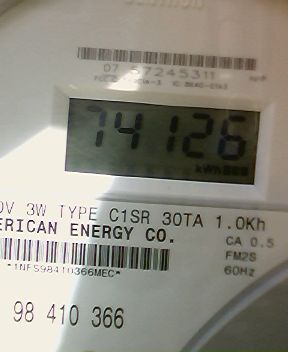 07 57245311
74126
kWh
0V 3W TYPE C1SR 30TA 1.0Kh
ERICAN ENERGY CO.
CA 0.5
FM2S
60Hz
*1NF598410366MEC*
98 410 366